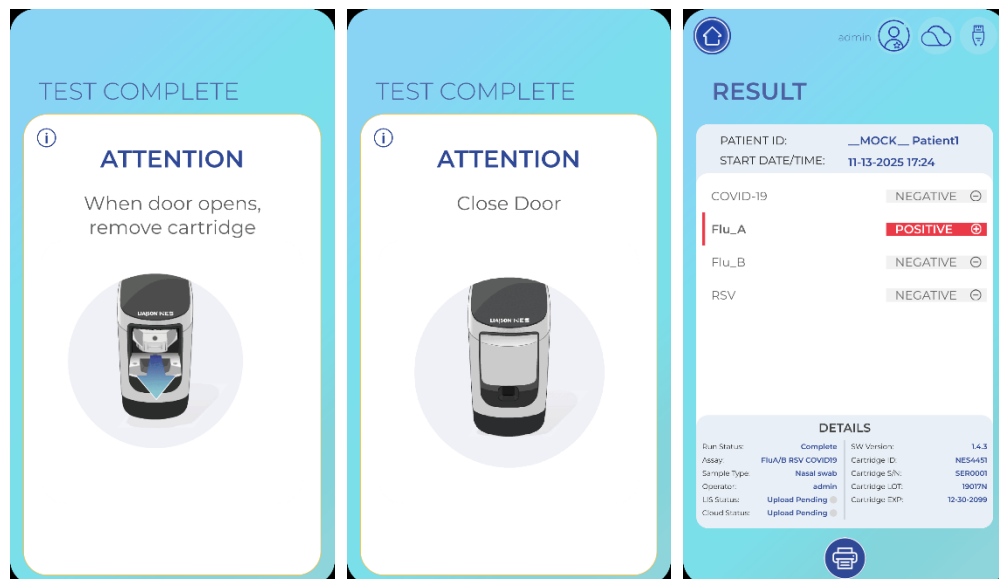 TEST COMPLETE
i
ATTENTION
When door opens,
remove cartridge
LIAISON NES
TEST COMPLETE
i
ATTENTION
Close Door
LIAISON NES
admin
RESULT
PATIENT ID: __MOCK__ Patient1
START DATE/TIME: 11-13-2025 17:24
COVID-19 NEGATIVE
Flu_A POSITIVE
Flu_B NEGATIVE
RSV NEGATIVE
DETAILS
Run Status: Complete
Assay: FluA/B RSV COVID19
Sample Type: Nasal swab
Operator: admin
LIS Status: Upload Pending
Cloud Status: Upload Pending
SW Version: 1.4.3
Cartridge ID: NES4451
Cartridge S/N: SER0001
Cartridge LOT: 19017N
Cartridge EXP: 12-30-2099